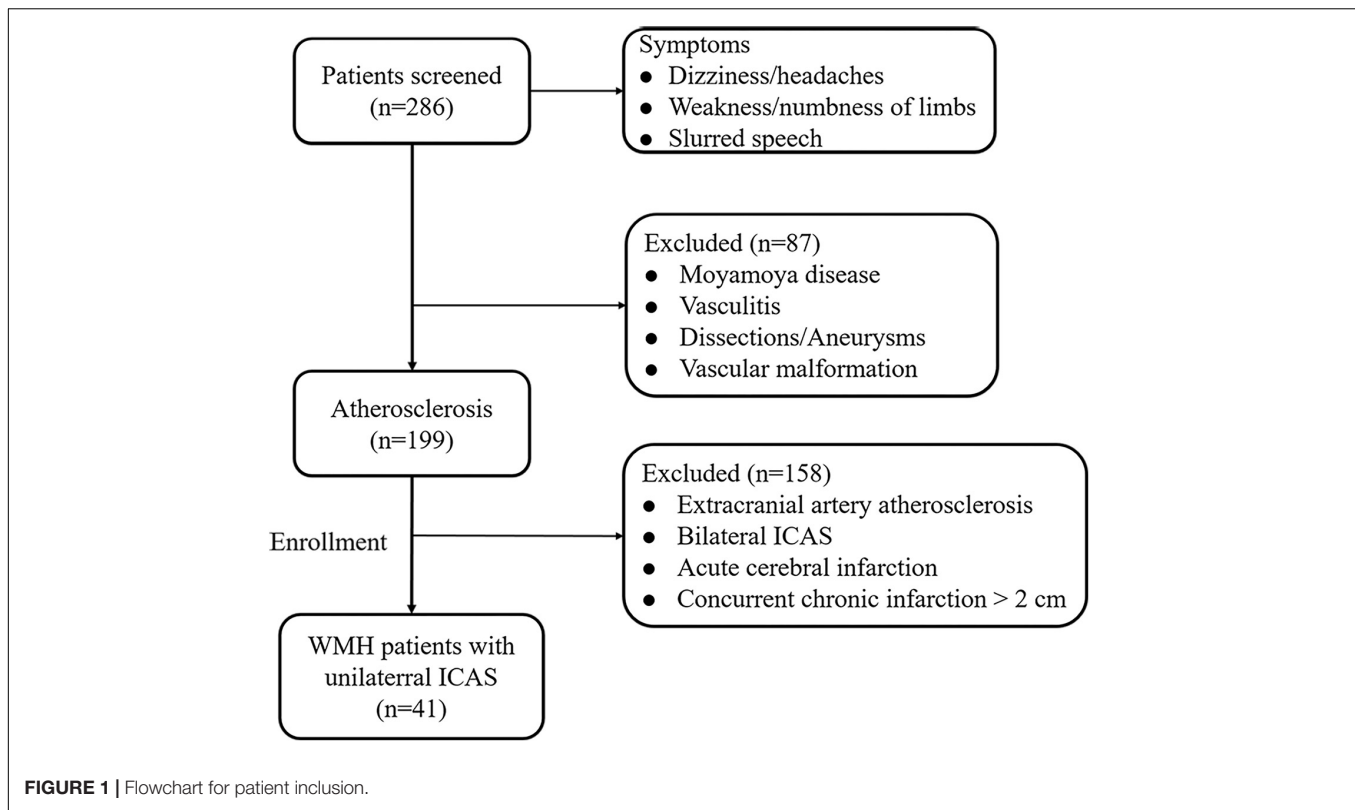 Patients screened
(n=286)
Symptoms
● Dizziness/headaches
● Weakness/numbness of limbs
● Slurred speech
Excluded (n=87)
● Moyamoya disease
● Vasculitis
● Dissections/Aneurysms
● Vascular malformation
Atherosclerosis
(n=199)
Excluded (n=158)
● Extracranial artery atherosclerosis
● Bilateral ICAS
● Acute cerebral infarction
● Concurrent chronic infarction > 2 cm
Enrollment
WMH patients with
unilaterral ICAS
(n=41)
FIGURE 1 | Flowchart for patient inclusion.